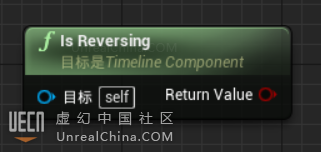 f Is Reversing
目标是Timeline Component
目标 self Return Value
UECN 虚幻中国社区
UnrealChina.COM